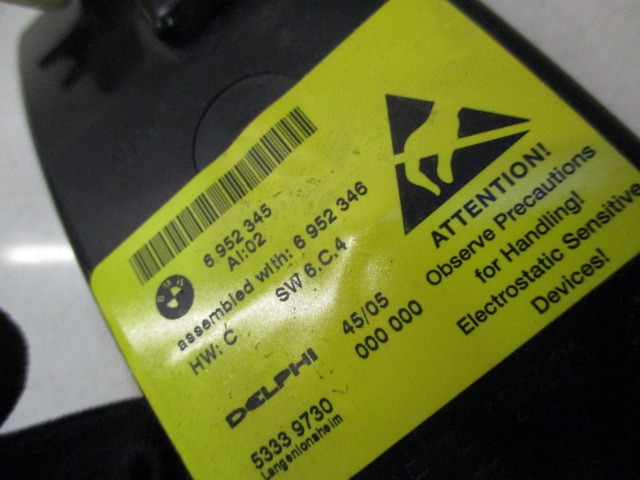 6 952 345
AI:02
assembled with: 6 952 346
HW: C SW 6.C.4
DELPHI 45/05
000 000
5333 9730
Langenlonsheim
ATTENTION!
Observe Precautions
for Handling!
Electrostatic Sensitive
Devices!